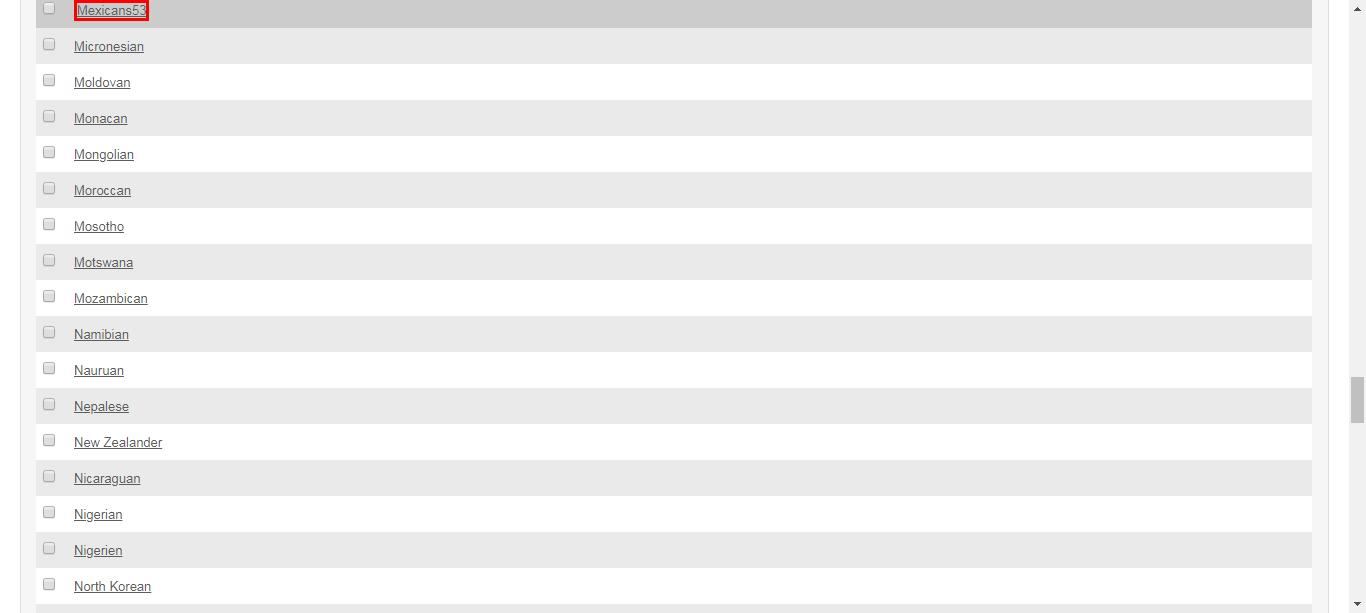 Mexicans53
Micronesian
Moldovan
Monacan
Mongolian
Moroccan
Mosotho
Motswana
Mozambican
Namibian
Nauruan
Nepalese
New Zealander
Nicaraguan
Nigerian
Nigerien
North Korean